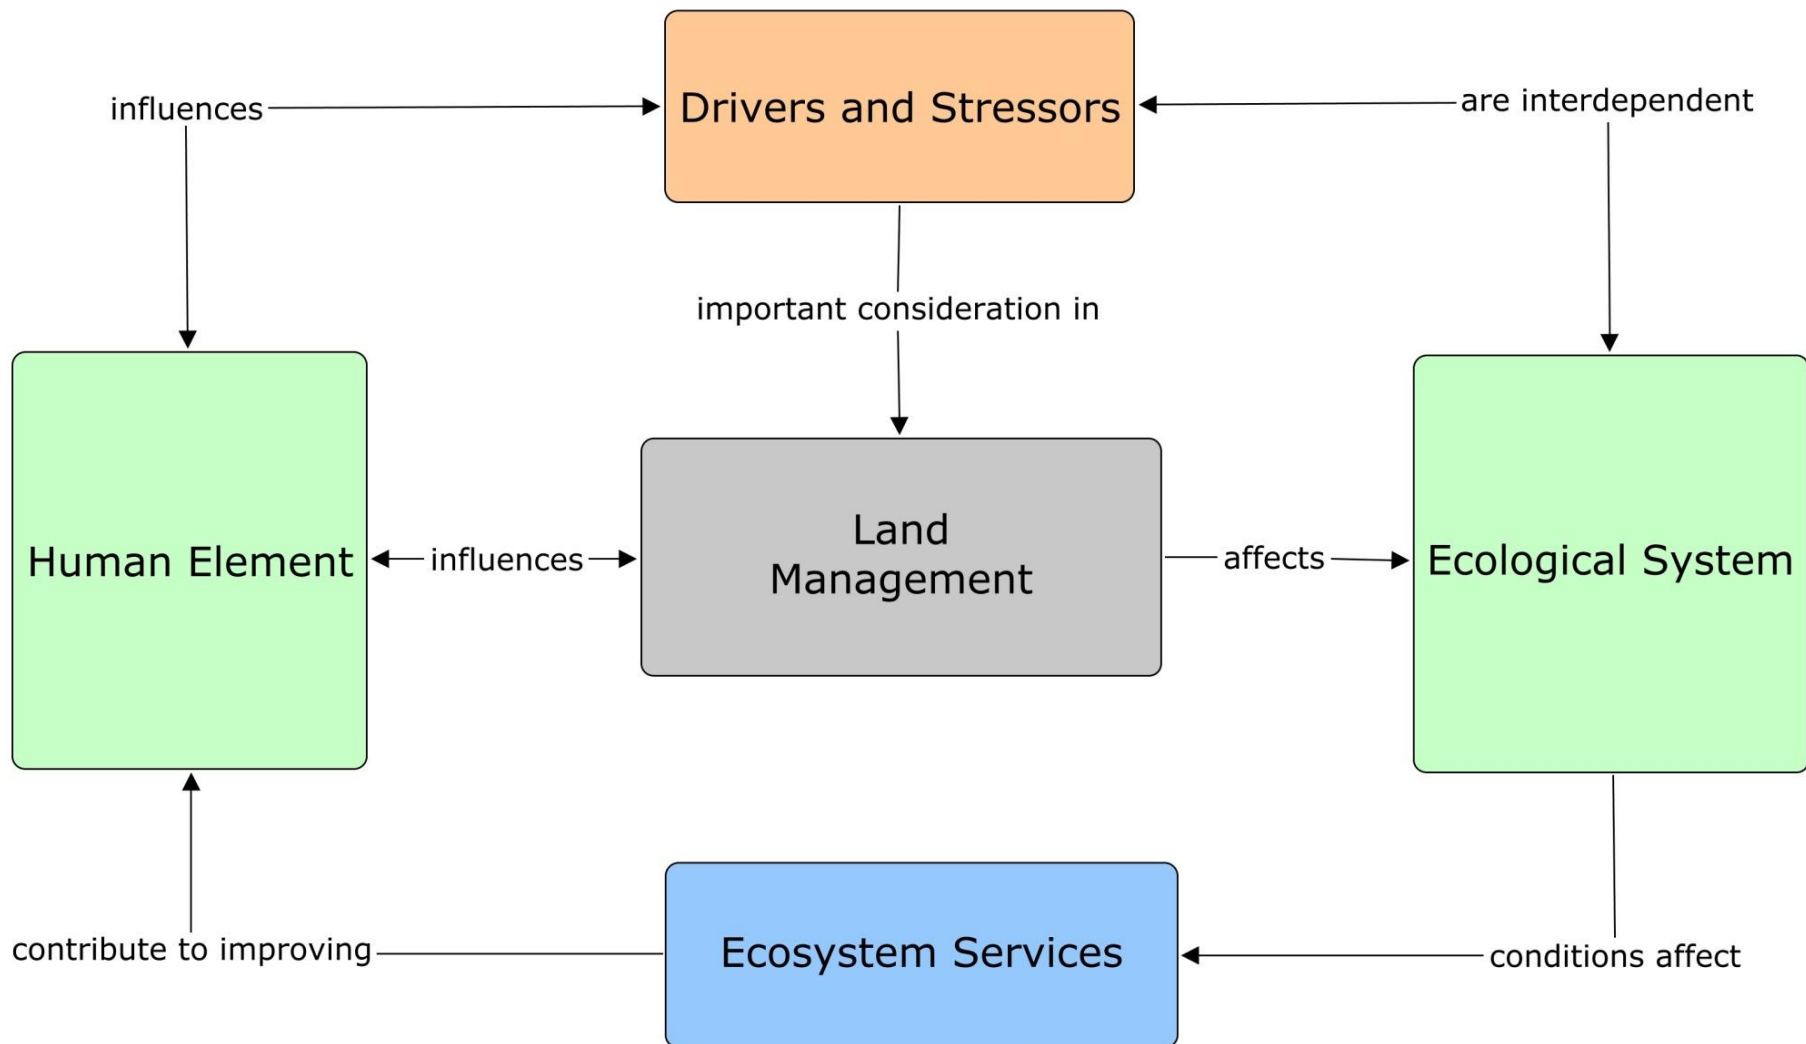 Drivers and Stressors
influences
are interdependent
important consideration in
Human Element
influences
Land
Management
affects
Ecological System
contribute to improving
Ecosystem Services
conditions affect